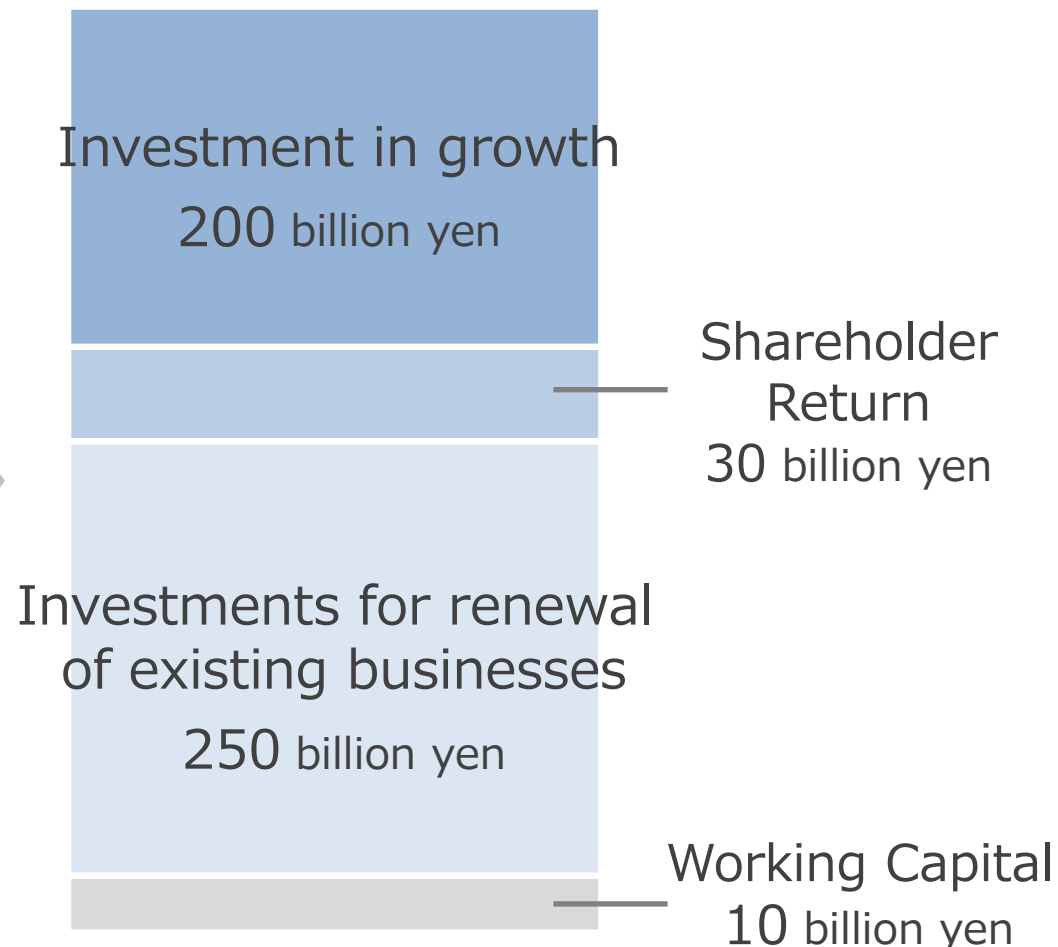 Investment in growth
200 billion yen
Shareholder
Return
30 billion yen
Investments for renewal
of existing businesses
250 billion yen
Working Capital
10 billion yen